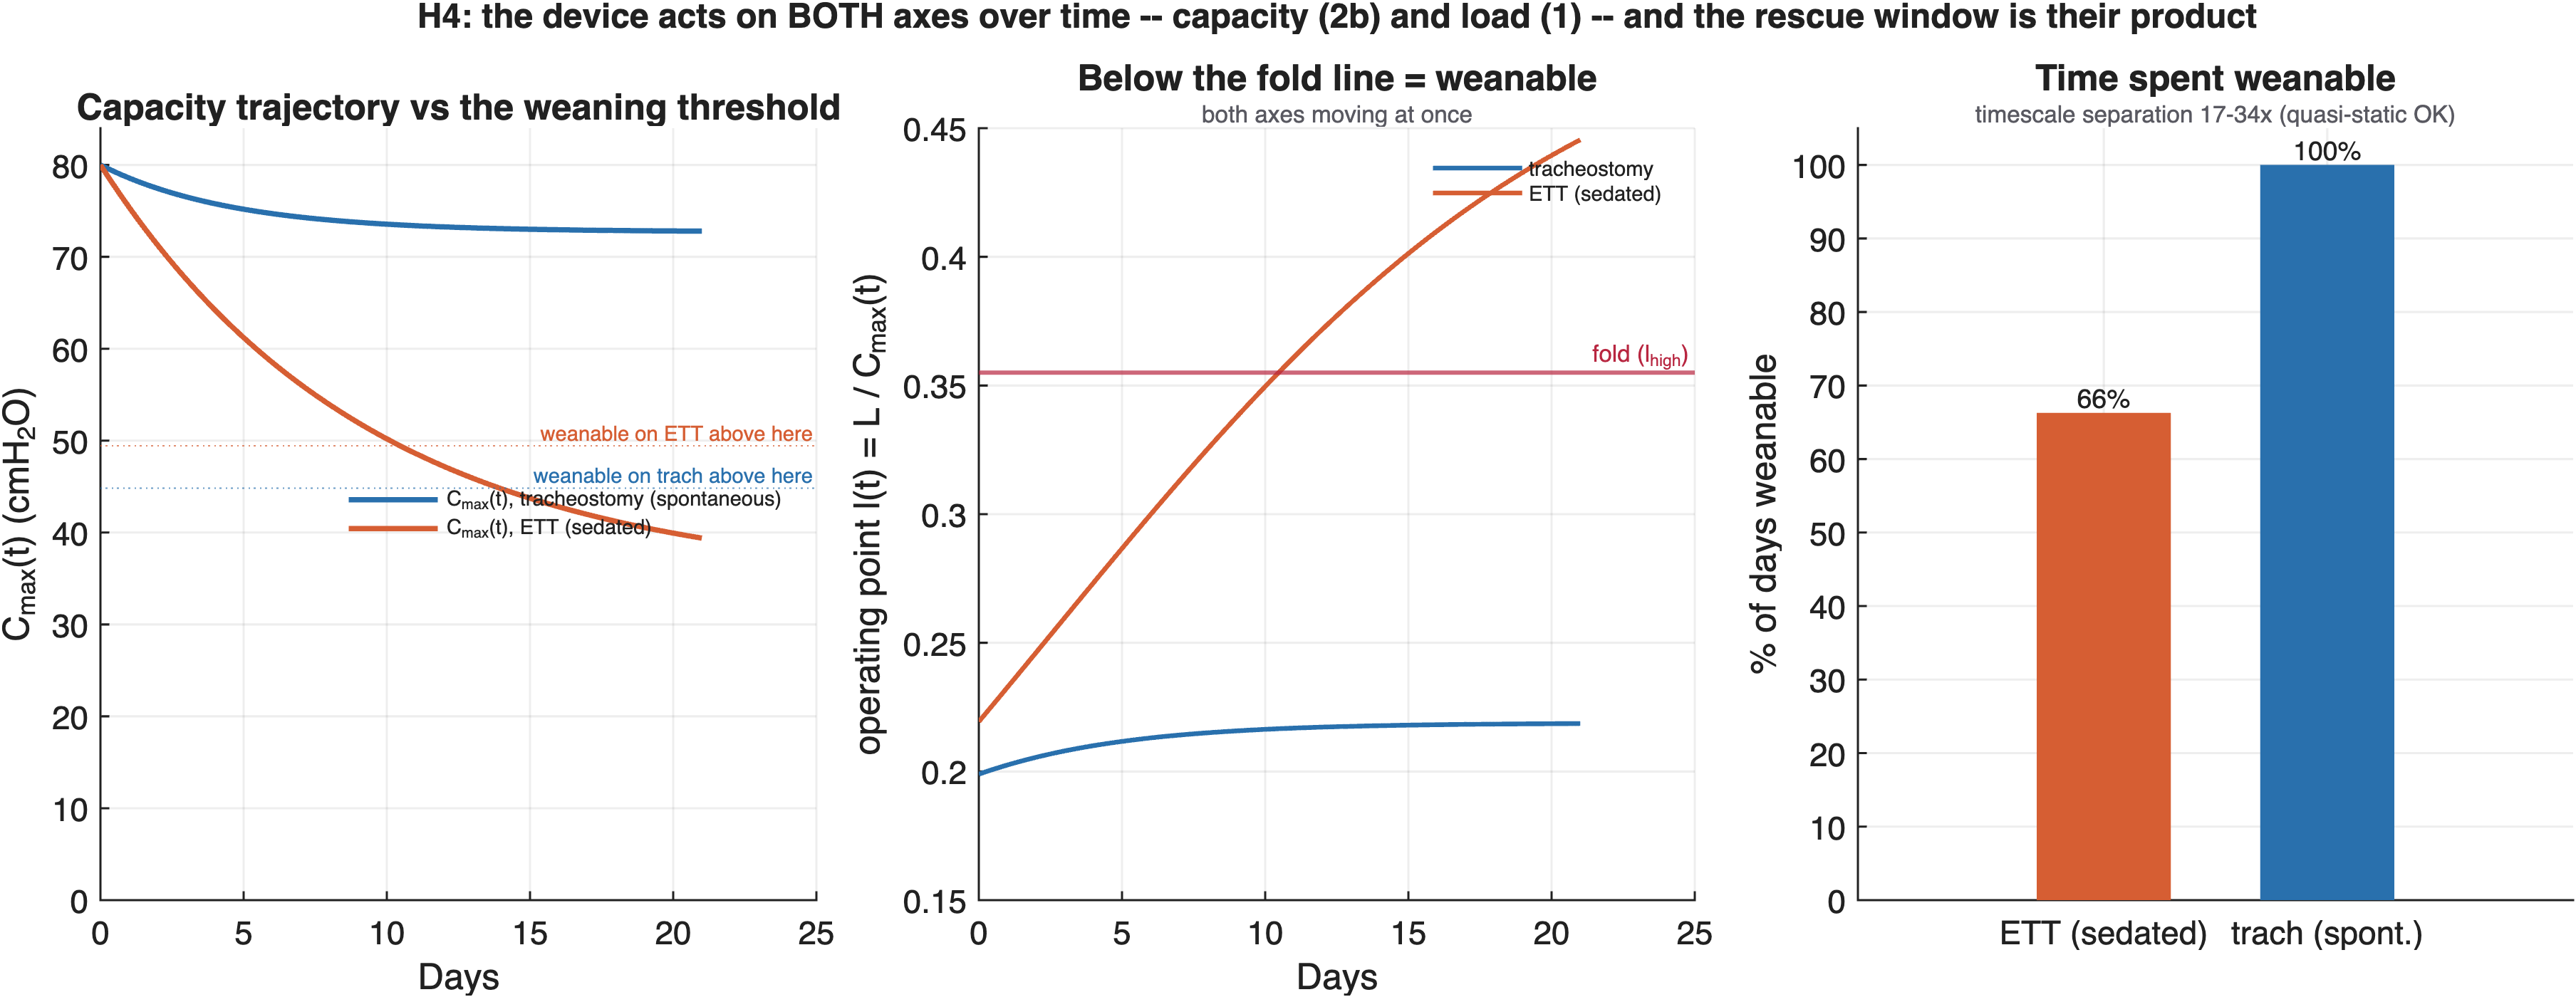 H4: the device acts on BOTH axes over time -- capacity (2b) and load (1) -- and the rescue window is their product
Capacity trajectory vs the weaning threshold
80
70
60
50
40
30
20
10
0
0 5 10 15 20 25
Days
Cmax(t) (cmH2O)
weanable on ETT above here
weanable on trach above here
Cmax(t), tracheostomy (spontaneous)
Cmax(t), ETT (sedated)
Below the fold line = weanable
both axes moving at once
0.45
0.4
0.35
0.3
0.25
0.2
0.15
0 5 10 15 20 25
Days
operating point l(t) = L / Cmax(t)
tracheostomy
ETT (sedated)
fold (lhigh)
Time spent weanable
timescale separation 17-34x (quasi-static OK)
100
90
80
70
60
50
40
30
20
10
0
% of days weanable
66%
100%
ETT (sedated) trach (spont.)